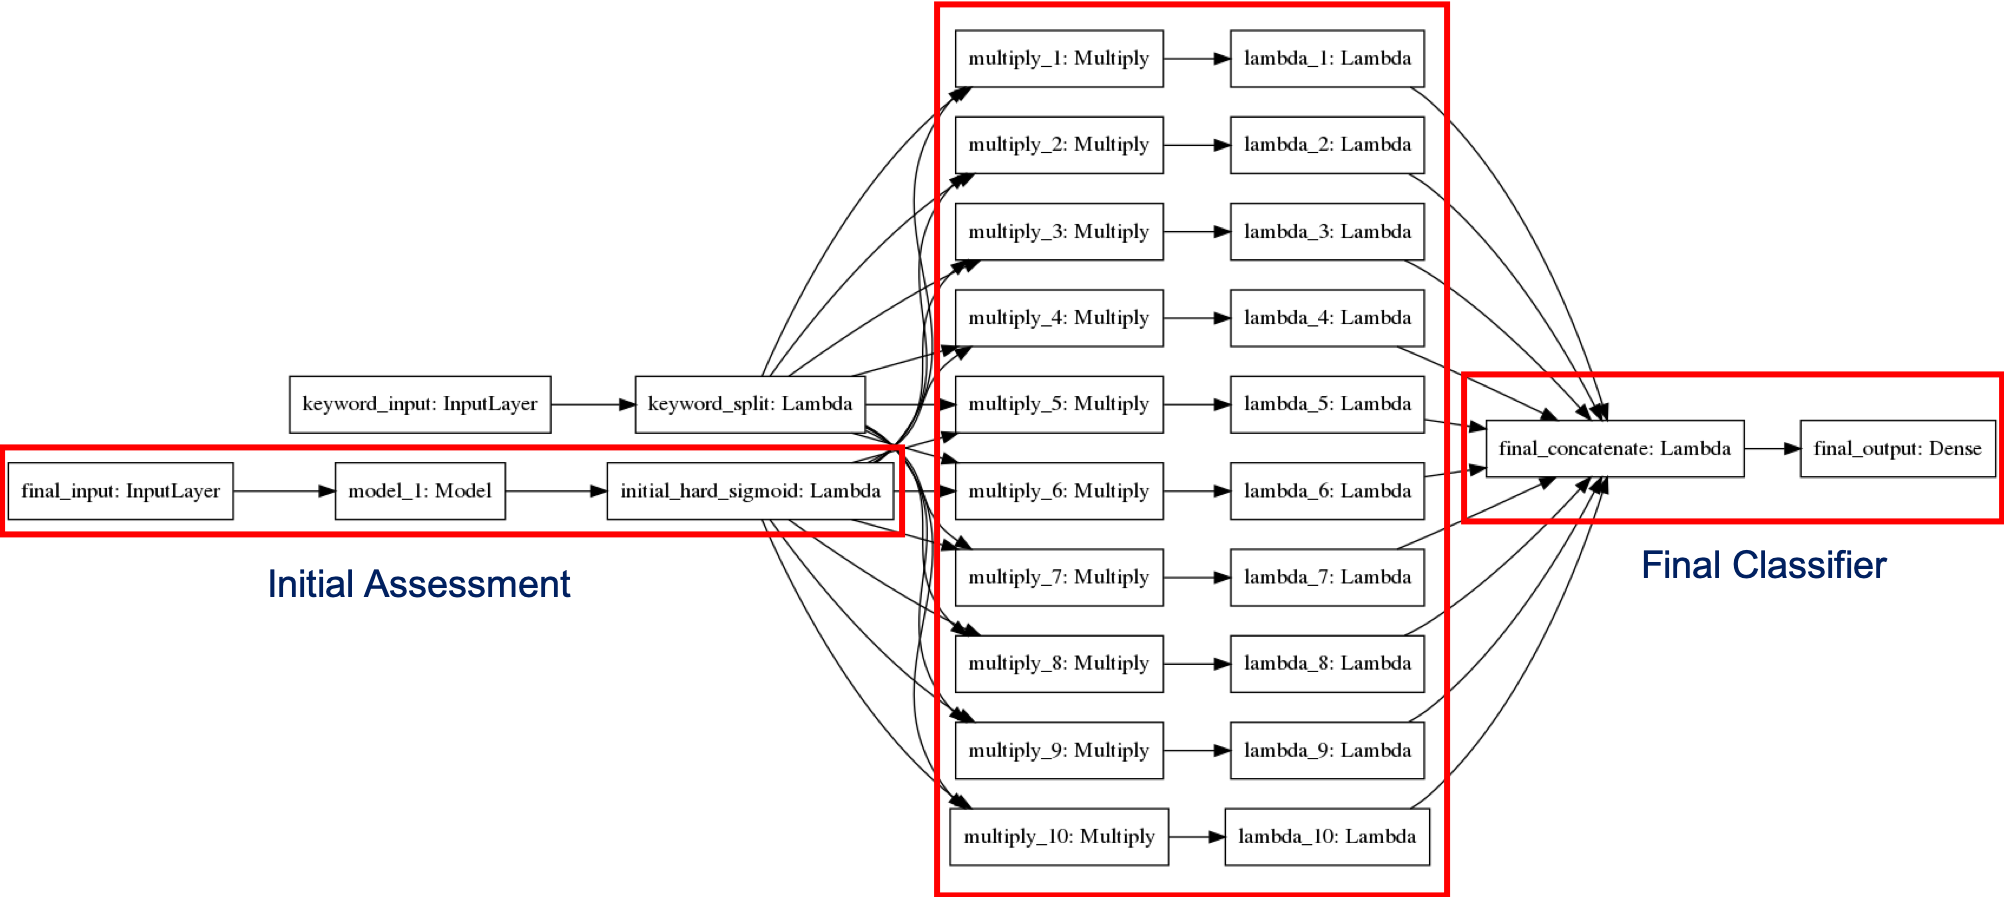 multiply_1: Multiply
lambda_1: Lambda
multiply_2: Multiply
lambda_2: Lambda
multiply_3: Multiply
lambda_3: Lambda
multiply_4: Multiply
lambda_4: Lambda
keyword_input: InputLayer
keyword_split: Lambda
multiply_5: Multiply
lambda_5: Lambda
final_concatenate: Lambda
final_output: Dense
final_input: InputLayer
model_1: Model
initial_hard_sigmoid: Lambda
multiply_6: Multiply
lambda_6: Lambda
Initial Assessment
multiply_7: Multiply
lambda_7: Lambda
Final Classifier
multiply_8: Multiply
lambda_8: Lambda
multiply_9: Multiply
lambda_9: Lambda
multiply_10: Multiply
lambda_10: Lambda